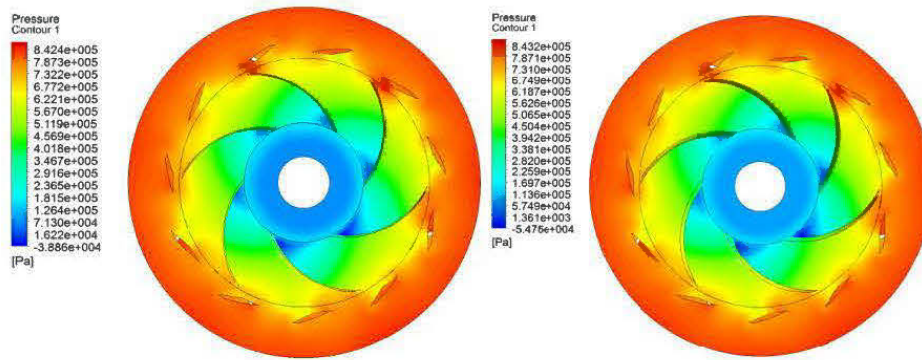 Pressure
Contour 1
8.424e+005
7.873e+005
7.322e+005
6.772e+005
6.221e+005
5.670e+005
5.119e+005
4.569e+005
4.018e+005
3.467e+005
2.916e+005
2.365e+005
1.815e+005
1.264e+005
7.130e+004
1.622e+004
-3.886e+004
[Pa]
Pressure
Contour 1
8.432e+005
7.871e+005
7.310e+005
6.749e+005
6.187e+005
5.626e+005
5.065e+005
4.504e+005
3.942e+005
3.381e+005
2.820e+005
2.259e+005
1.697e+005
1.136e+005
5.749e+004
1.361e+003
-5.476e+004
[Pa]